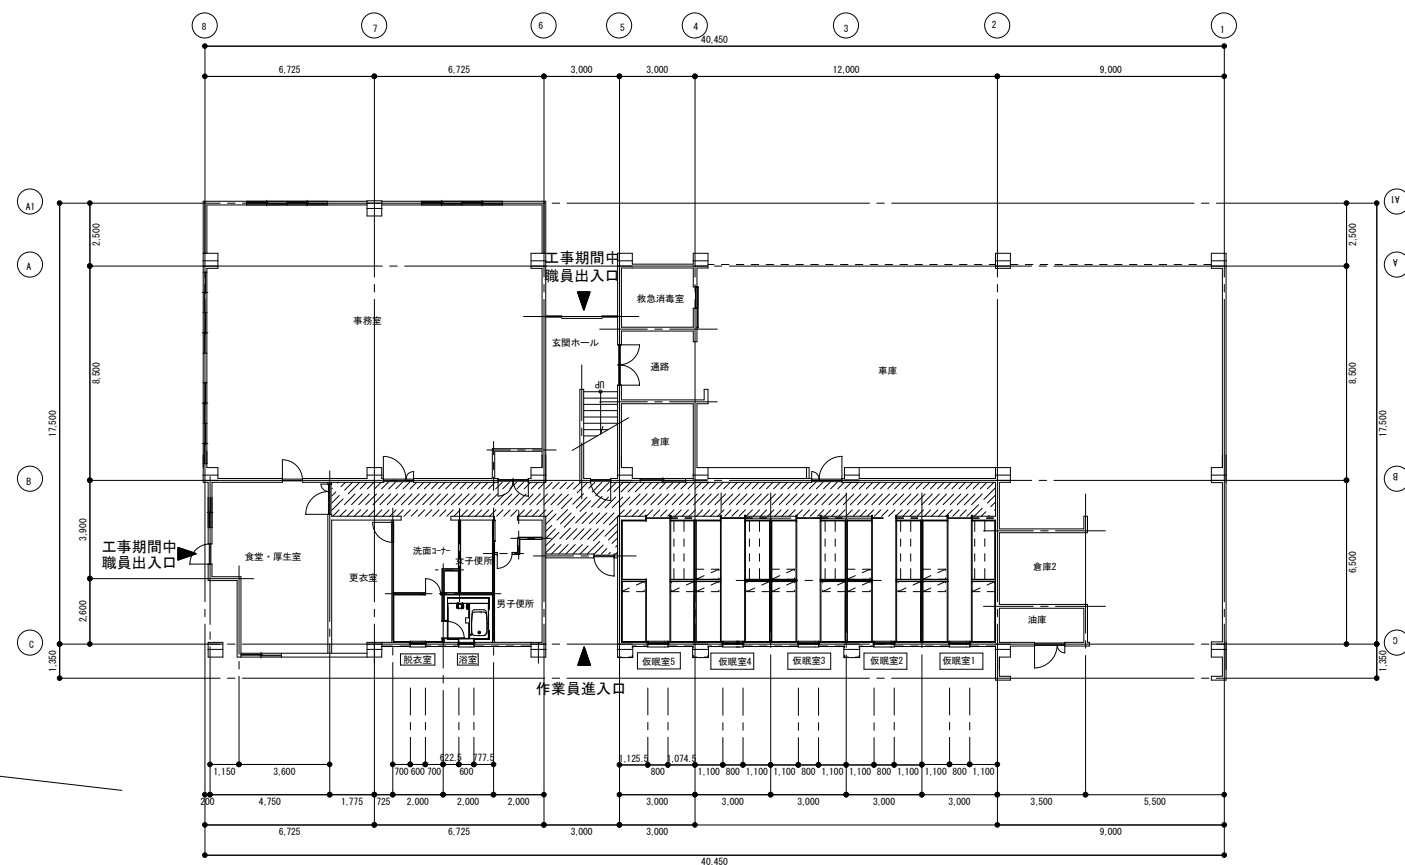 8
7
6
5
4
3
2
1
40,450
6,725
6,725
3,000
3,000
12,000
9,000
A1
A
B
C
A1
A
B
C
2,500
8,500
17,500
3,900
2,600
1,350
2,500
8,500
17,500
6,500
1,350
工事期間中
職員出入口
救急消毒室
事務室
玄関ホール
通路
車庫
UP
倉庫
工事期間中
職員出入口
食堂・厚生室
洗面コーナー
女子便所
更衣室
男子便所
倉庫2
油庫
脱衣室
浴室
仮眠室5
仮眠室4
仮眠室3
仮眠室2
仮眠室1
作業員進入口
622.5
777.5
1,125.5
1,074.5
1,150
3,600
700
600
700
600
800
1,100
800
1,100
1,100
800
1,100
1,100
800
1,100
1,100
800
1,100
200
4,750
1,775
725
2,000
2,000
2,000
3,000
3,000
3,000
3,000
3,000
3,500
5,500
6,725
6,725
3,000
3,000
9,000
40,450